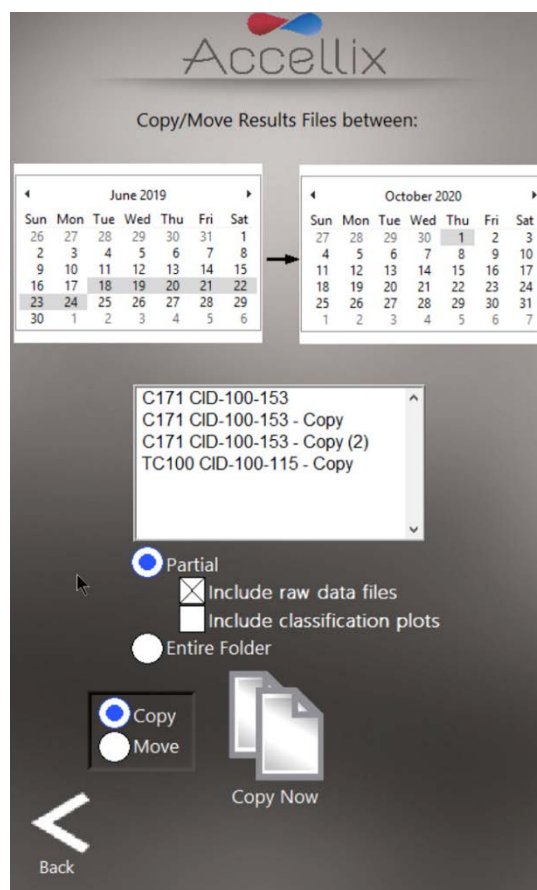 Accellix
Copy/Move Results Files between:
June 2019
Sun Mon Tue Wed Thu Fri Sat
26 27 28 29 30 31 1
2 3 4 5 6 7 8
9 10 11 12 13 14 15
16 17 18 19 20 21 22
23 24 25 26 27 28 29
30 1 2 3 4 5 6
October 2020
Sun Mon Tue Wed Thu Fri Sat
27 28 29 30 1 2 3
4 5 6 7 8 9 10
11 12 13 14 15 16 17
18 19 20 21 22 23 24
25 26 27 28 29 30 31
1 2 3 4 5 6 7
C171 CID-100-153
C171 CID-100-153 - Copy
C171 CID-100-153 - Copy (2)
TC100 CID-100-115 - Copy
Partial
Include raw data files
Include classification plots
Entire Folder
Copy
Move
Copy Now
Back